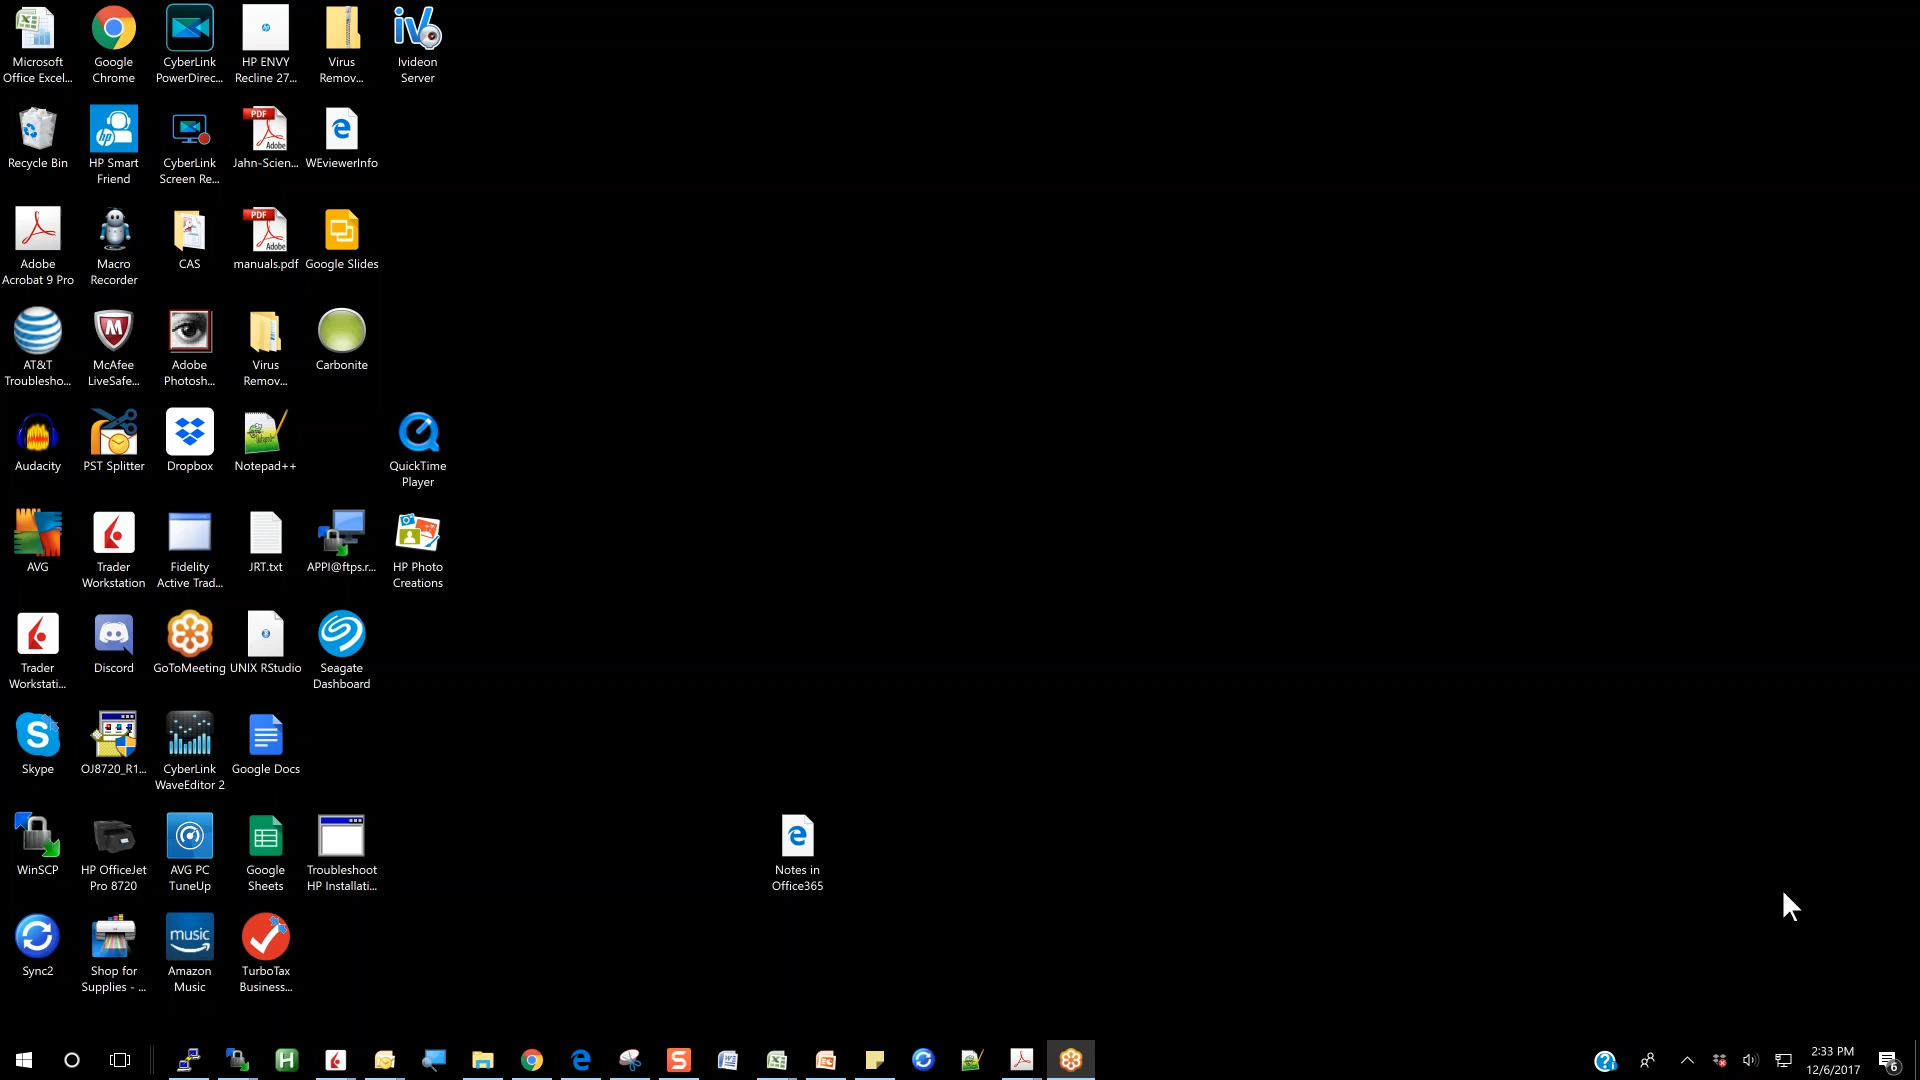 Microsoft
Office Excel...
Google
Chrome
CyberLink
PowerDirec...
HP ENVY
Recline 27...
Virus
Remov...
Ivideon
Server
Recycle Bin
HP Smart
Friend
CyberLink
Screen Re...
Jahn-Scien...
WEviewerInfo
Adobe
Acrobat 9 Pro
Macro
Recorder
CAS
manuals.pdf
Google Slides
AT&T
Troublesho...
McAfee
LiveSafe...
Adobe
Photosh...
Virus
Remov...
Carbonite
Audacity
PST Splitter
Dropbox
Notepad++
QuickTime
Player
AVG
Trader
Workstation
Fidelity
Active Trad...
JRT.txt
APPI@ftps.r...
HP Photo
Creations
Trader
Workstati...
Discord
GoToMeeting
UNIX RStudio
Seagate
Dashboard
Skype
OJ8720_R1...
CyberLink
WaveEditor 2
Google Docs
WinSCP
HP OfficeJet
Pro 8720
AVG PC
TuneUp
Google
Sheets
Troubleshoot
HP Installati...
Notes in
Office365
Sync2
Shop for
Supplies - ...
music
Amazon
Music
TurboTax
Business...
2:33 PM
12/6/2017
6